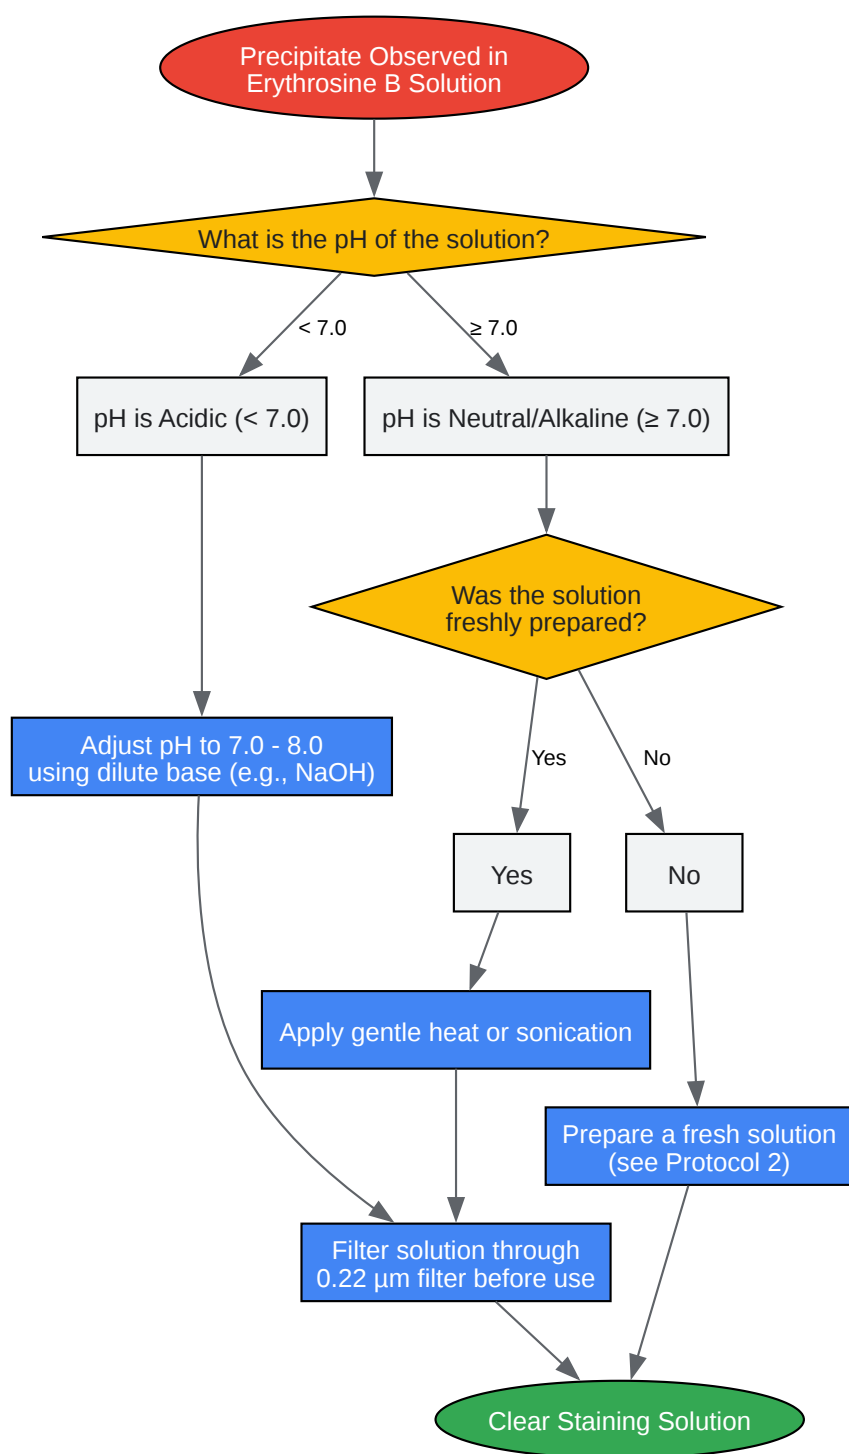 Precipitate Observed in
Erythrosine B Solution
What is the pH of the solution?
< 7.0
≥ 7.0
pH is Acidic (< 7.0)
pH is Neutral/Alkaline (≥ 7.0)
Was the solution
freshly prepared?
Adjust pH to 7.0 - 8.0
using dilute base (e.g., NaOH)
Yes
No
Yes
No
Apply gentle heat or sonication
Prepare a fresh solution
(see Protocol 2)
Filter solution through
0.22 µm filter before use
Clear Staining Solution